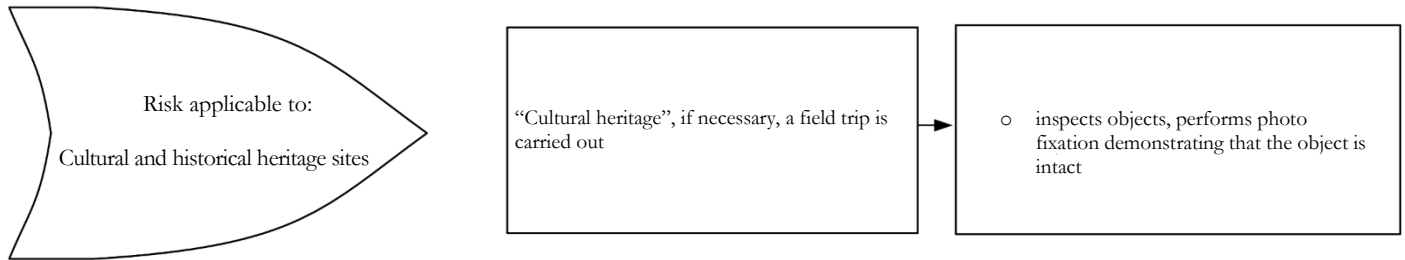 Risk applicable to:
Cultural and historical heritage sites
“Cultural heritage”, if necessary, a field trip is
carried out
o inspects objects, performs photo
fixation demonstrating that the object is
intact